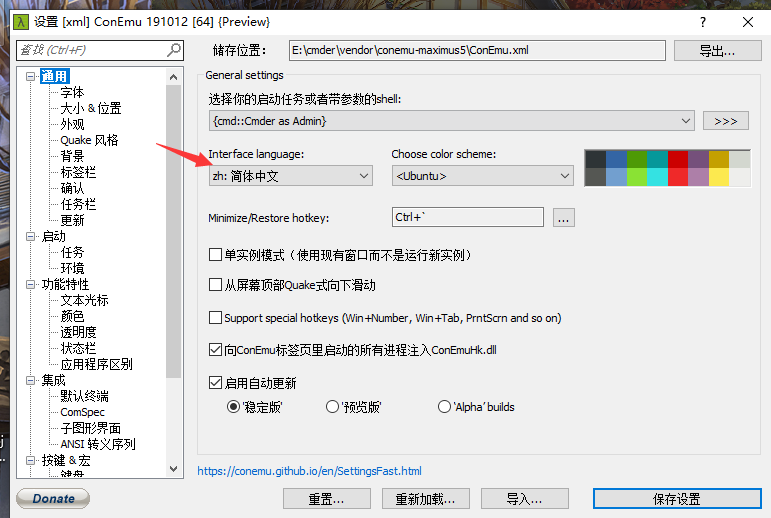 设置 [xml] ConEmu 191012 [64] {Preview}
查找 (Ctrl+F)
储存位置:
E:\cmder\vendor\conemu-maximus5\ConEmu.xml
导出...
通用
字体
大小 & 位置
外观
Quake 风格
背景
标签栏
确认
任务栏
更新
启动
任务
环境
功能特性
文本光标
颜色
透明度
状态栏
应用程序区别
集成
默认终端
ComSpec
子图形界面
ANSI 转义序列
按键 & 宏
键盘
General settings
选择你的启动任务或者带参数的shell:
{cmd::Cmder as Admin}
>>>
Interface language:
Choose color scheme:
zh: 简体中文
<Ubuntu>
Minimize/Restore hotkey:
Ctrl+`
...
单实例模式（使用现有窗口而不是运行新实例）
从屏幕顶部Quake式向下滑动
Support special hotkeys (Win+Number, Win+Tab, PrntScrn and so on)
向ConEmu标签页里启动的所有进程注入ConEmuHk.dll
启用自动更新
'稳定版'
'预览版'
'Alpha' builds
https://conemu.github.io/en/SettingsFast.html
Donate
重置...
重新加载...
导入...
保存设置